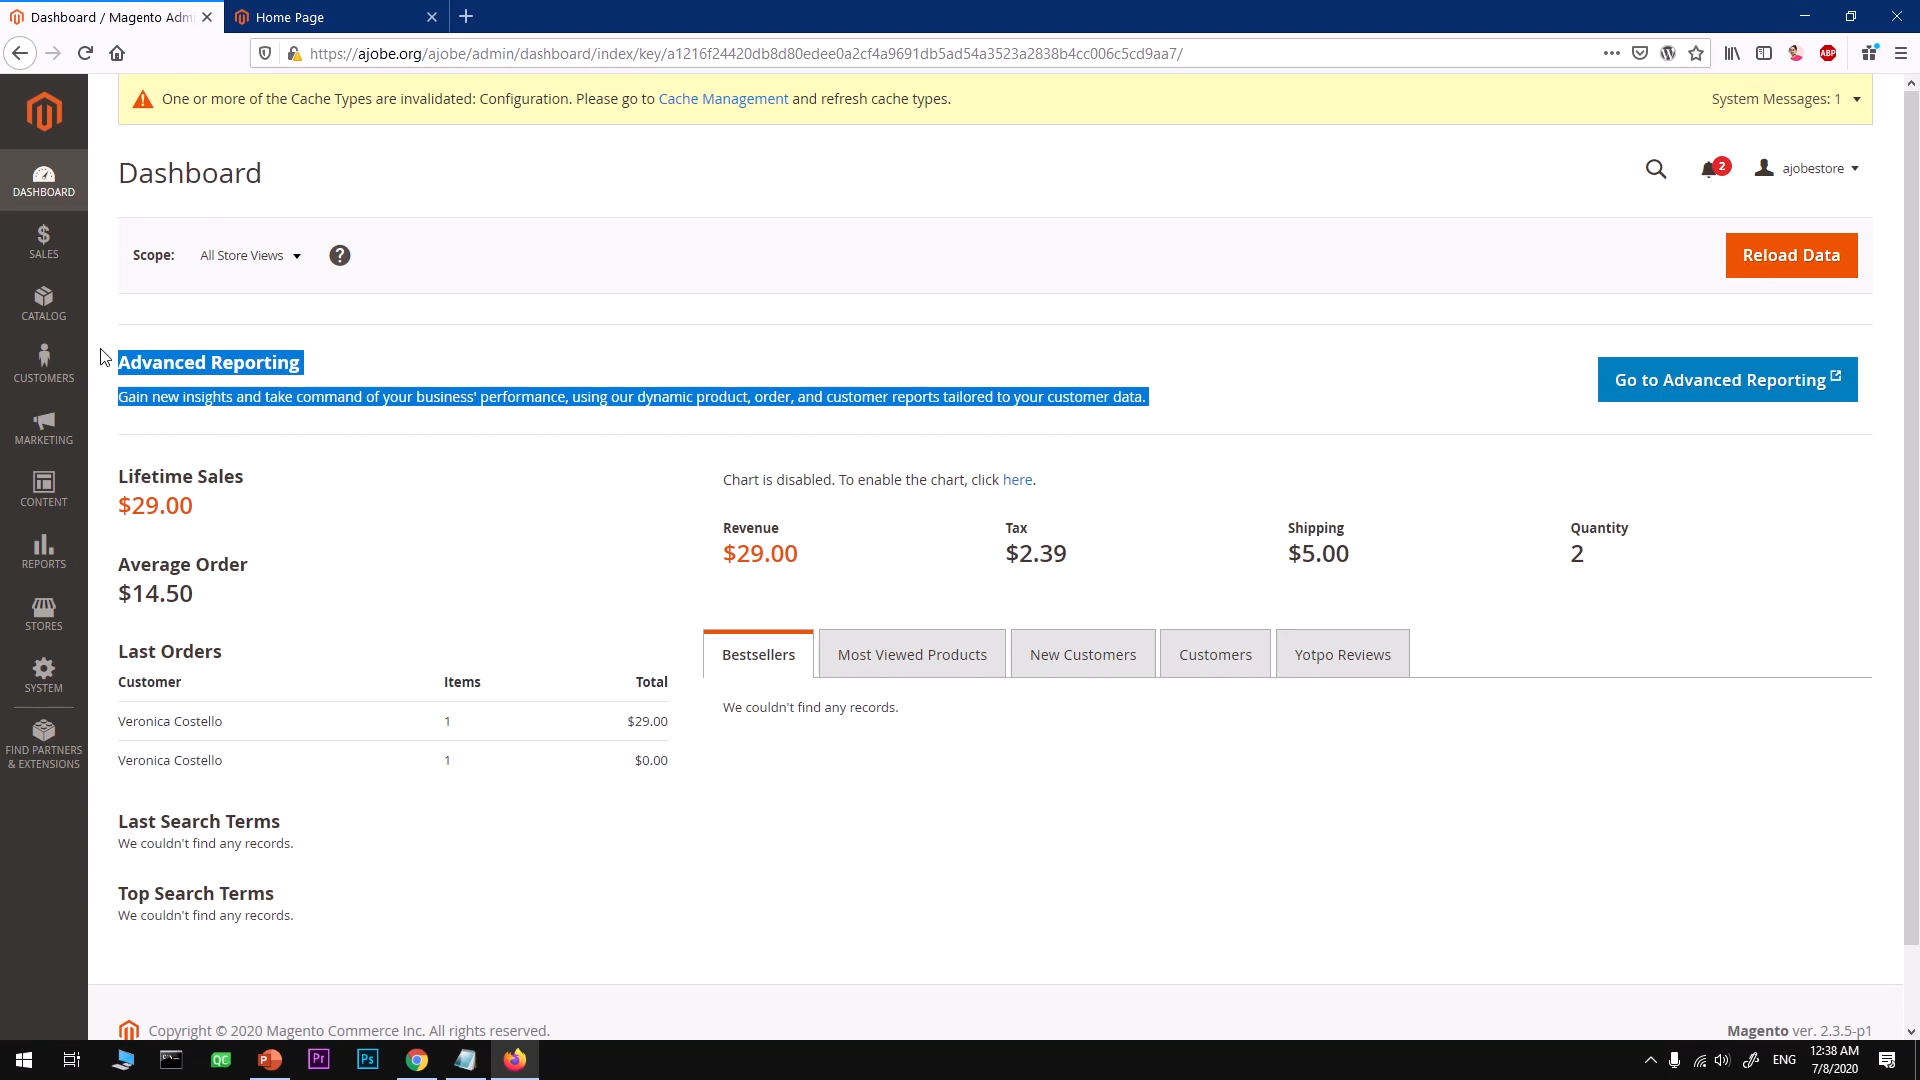 Dashboard / Magento Adm
Home Page
https://ajobe.org/ajobe/admin/dashboard/index/key/a1216f24420db8d80edee0a2cf4a9691db5ad54a3523a2838b4cc006c5cd9aa7/
ABP
One or more of the Cache Types are invalidated: Configuration. Please go to Cache Management and refresh cache types.
System Messages: 1
DASHBOARD
SALES
CATALOG
CUSTOMERS
MARKETING
CONTENT
REPORTS
STORES
SYSTEM
FIND PARTNERS
& EXTENSIONS
Dashboard
2
ajobestore
Scope:
All Store Views
?
Reload Data
Advanced Reporting
Gain new insights and take command of your business' performance, using our dynamic product, order, and customer reports tailored to your customer data.
Go to Advanced Reporting
Lifetime Sales
$29.00
Average Order
$14.50
Last Orders
Customer Items Total
Veronica Costello 1 $29.00
Veronica Costello 1 $0.00
Last Search Terms
We couldn't find any records.
Top Search Terms
We couldn't find any records.
Chart is disabled. To enable the chart, click here.
Revenue Tax Shipping Quantity
$29.00 $2.39 $5.00 2
Bestsellers Most Viewed Products New Customers Customers Yotpo Reviews
We couldn't find any records.
Copyright © 2020 Magento Commerce Inc. All rights reserved.
Magento ver. 2.3.5-p1
QC
P
Pr
Ps
ENG
12:38 AM
7/8/2020